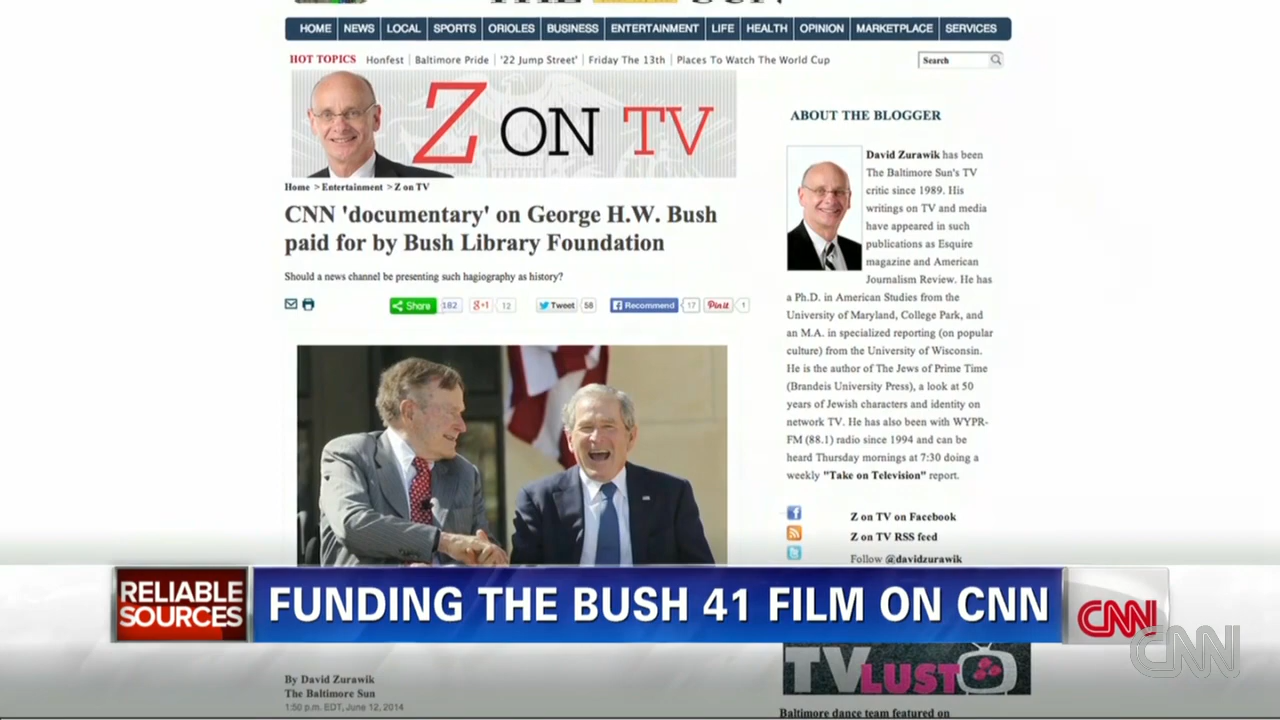 HOME NEWS LOCAL SPORTS ORIOLES BUSINESS ENTERTAINMENT LIFE HEALTH OPINION MARKETPLACE SERVICES
HOT TOPICS Honfest Baltimore Pride '22 Jump Street' Friday The 13th Places To Watch The World Cup Search
Z ON TV
Home > Entertainment > Z on TV
CNN 'documentary' on George H.W. Bush
paid for by Bush Library Foundation
Should a news channel be presenting such hagiography as history?
Share 182 g+1 12 Tweet 58 Recommend 17 Pin it 1
ABOUT THE BLOGGER
David Zurawik has been
The Baltimore Sun's TV
critic since 1989. His
writings on TV and media
have appeared in such
publications as Esquire
magazine and American
Journalism Review. He has
a Ph.D. in American Studies from the
University of Maryland, College Park, and
an M.A. in specialized reporting (on popular
culture) from the University of Wisconsin.
He is the author of The Jews of Prime Time
(Brandeis University Press), a look at 50
years of Jewish characters and identity on
network TV. He has also been with WYPR-
FM (88.1) radio since 1994 and can be
heard Thursday mornings at 7:30 doing a
weekly "Take on Television" report.
Z on TV on Facebook
Z on TV RSS feed
Follow @davidzurawik
RELIABLE
SOURCES
FUNDING THE BUSH 41 FILM ON CNN
CNN
CNN
TVLUST
By David Zurawik
The Baltimore Sun
1:50 p.m. EDT, June 12, 2014
Baltimore dance team featured on